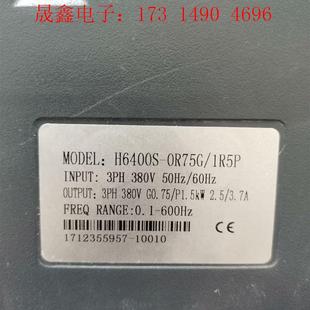 晟鑫电子：173 1490 4696
MODEL: H6400S-0R75G/1R5P
INPUT: 3PH 380V 50Hz/60Hz
OUTPUT: 3PH 380V G0.75/P1.5kW 2.5/3.7A
FREQ RANGE:0.1-600Hz
1712355957-10010